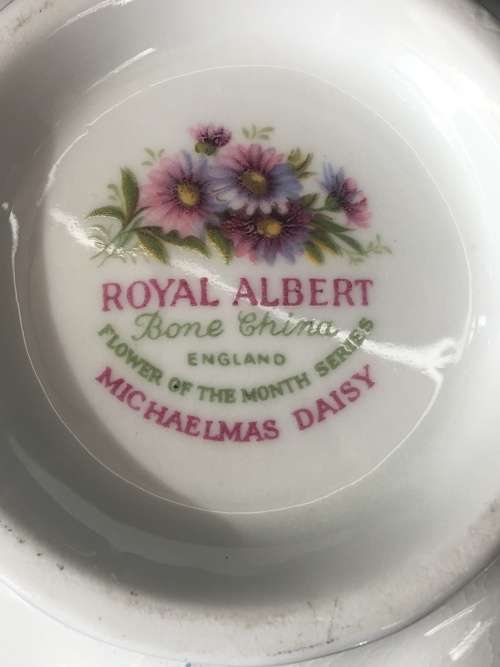 ROYAL ALBERT
Bone China
ENGLAND
FLOWER OF THE MONTH SERIES
MICHAELMAS DAISY